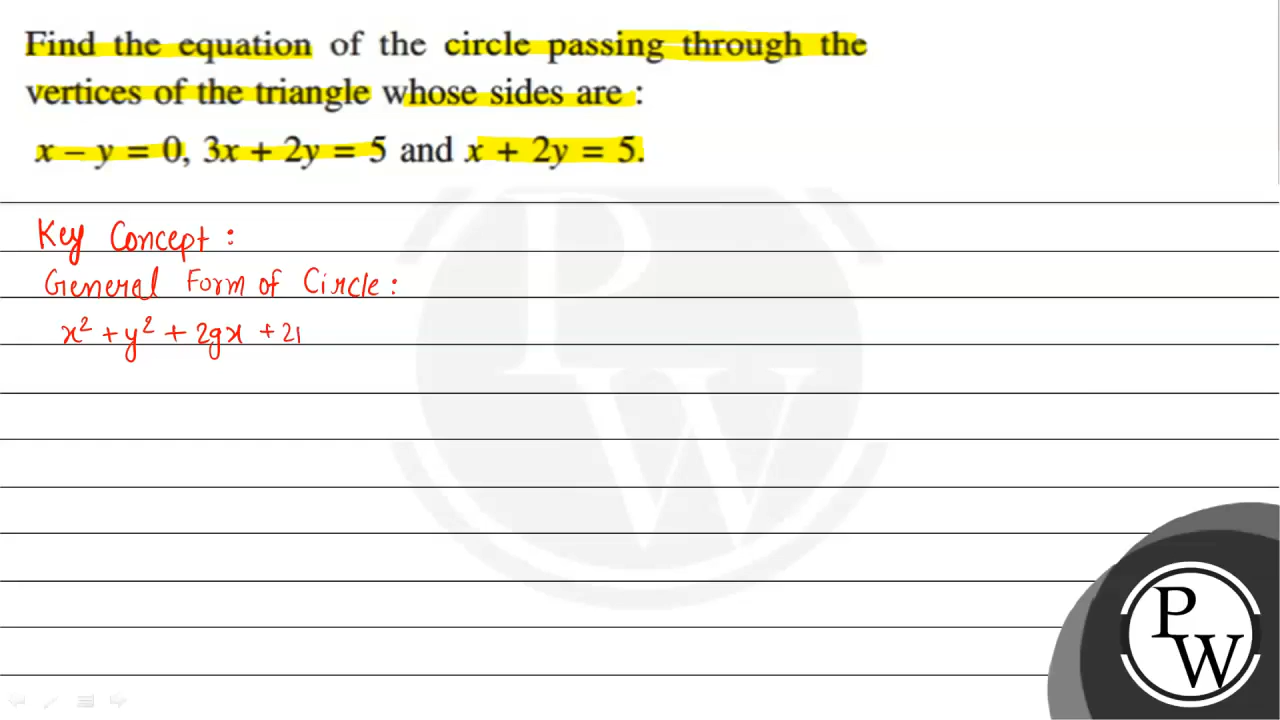 Find the equation of the circle passing through the
vertices of the triangle whose sides are :
x – y = 0, 3x + 2y = 5 and x + 2y = 5.
Key Concept :
General Form of Circle :
x² + y² + 2gx + 2
P
W
P
W